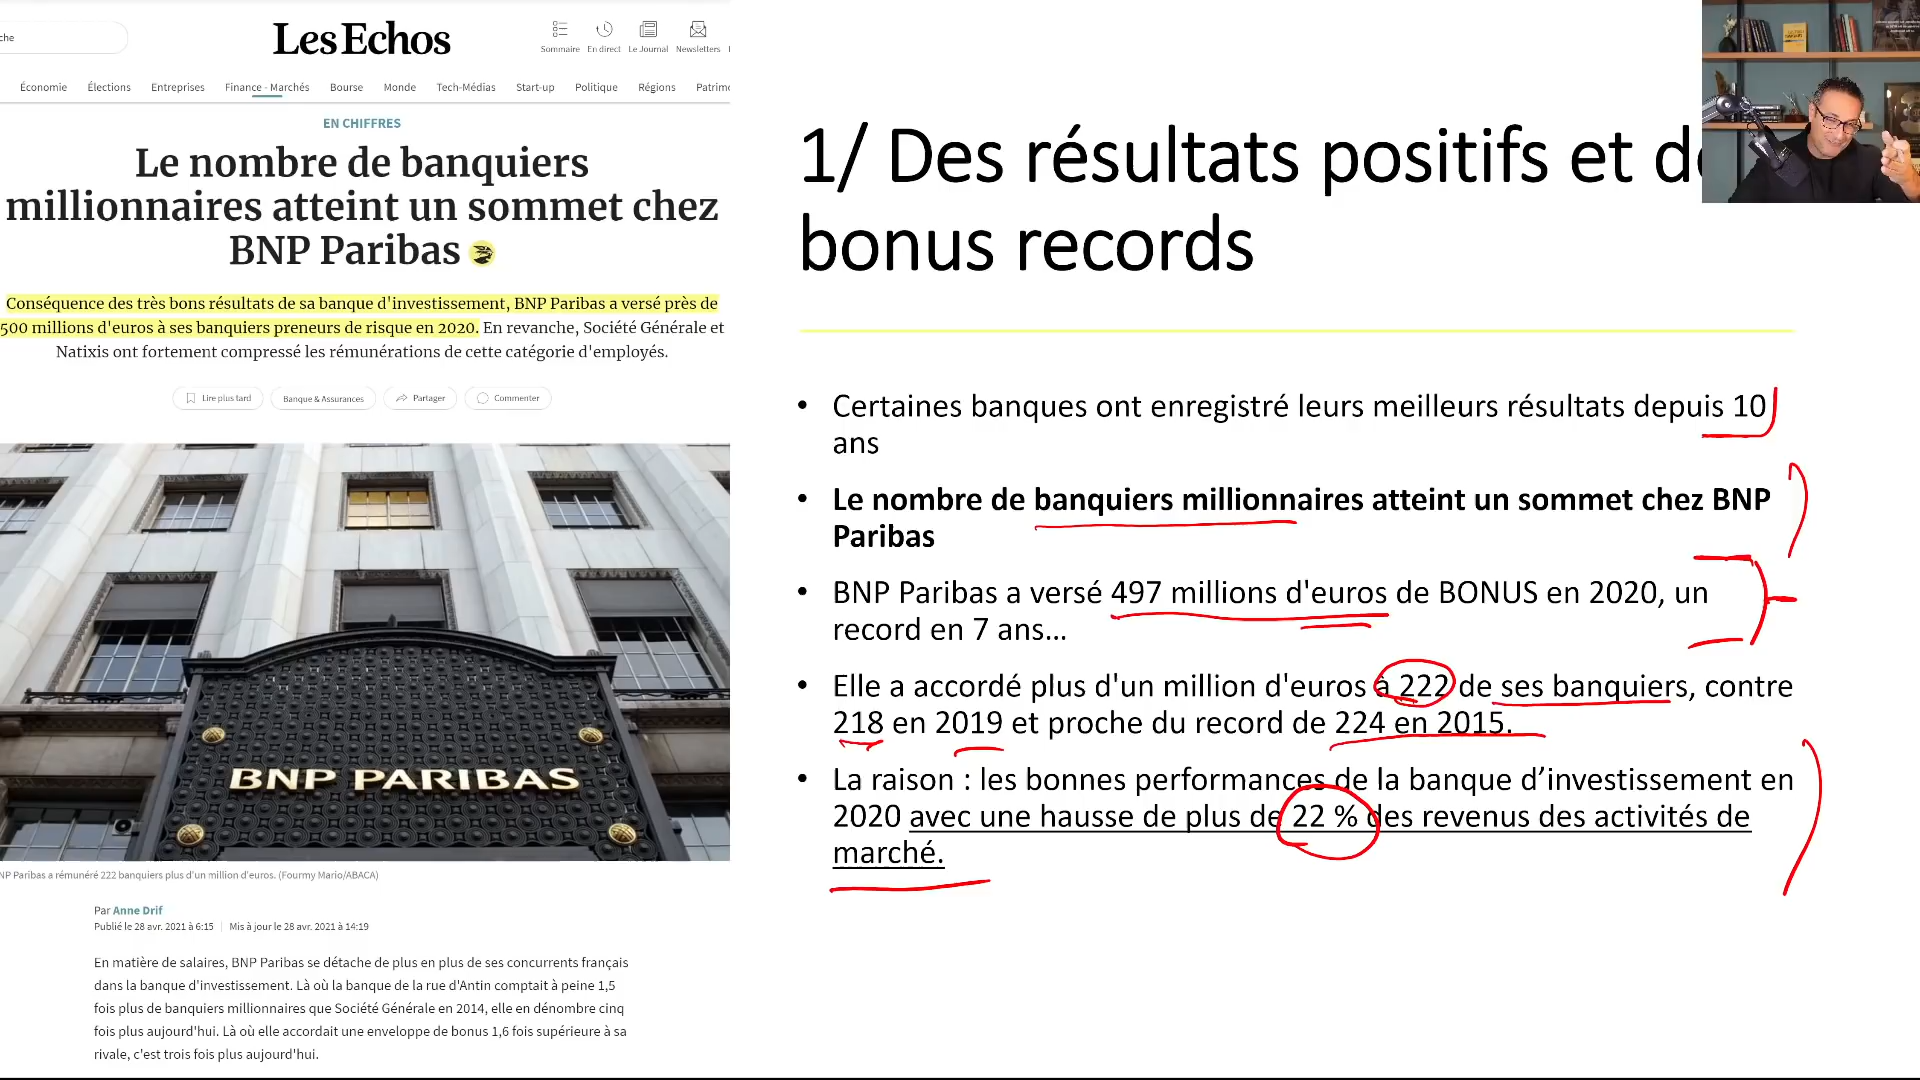 che
Les Echos
Sommaire
En direct
Le Journal
Newsletters
Économie
Élections
Entreprises
Finance - Marchés
Bourse
Monde
Tech-Médias
Start-up
Politique
Régions
EN CHIFFRES
Le nombre de banquiers
millionnaires atteint un sommet chez
BNP Paribas
Conséquence des très bons résultats de sa banque d'investissement, BNP Paribas a versé près de
500 millions d'euros à ses banquiers preneurs de risque en 2020. En revanche, Société Générale et
Natixis ont fortement compressé les rémunérations de cette catégorie d'employés.
Lire plus tard
Banque & Assurances
Partager
Commenter
BNP PARIBAS
NP Paribas a rémunéré 222 banquiers plus d'un million d'euros. (Fourmy Mario/ABACA)
Par Anne Drif
Publié le 28 avr. 2021 à 6:15 | Mis à jour le 28 avr. 2021 à 14:19
En matière de salaires, BNP Paribas se détache de plus en plus de ses concurrents français
dans la banque d'investissement. Là où la banque de la rue d'Antin comptait à peine 1,5
fois plus de banquiers millionnaires que Société Générale en 2014, elle en dénombre cinq
fois plus aujourd'hui. Là où elle accordait une enveloppe de bonus 1,6 fois supérieure à sa
rivale, c'est trois fois plus aujourd'hui.
1/ Des résultats positifs et d
bonus records
• Certaines banques ont enregistré leurs meilleurs résultats depuis 10
ans
• Le nombre de banquiers millionnaires atteint un sommet chez BNP
Paribas
• BNP Paribas a versé 497 millions d'euros de BONUS en 2020, un
record en 7 ans…
• Elle a accordé plus d'un million d'euros à 222 de ses banquiers, contre
218 en 2019 et proche du record de 224 en 2015.
• La raison : les bonnes performances de la banque d’investissement en
2020 avec une hausse de plus de 22 % des revenus des activités de
marché.